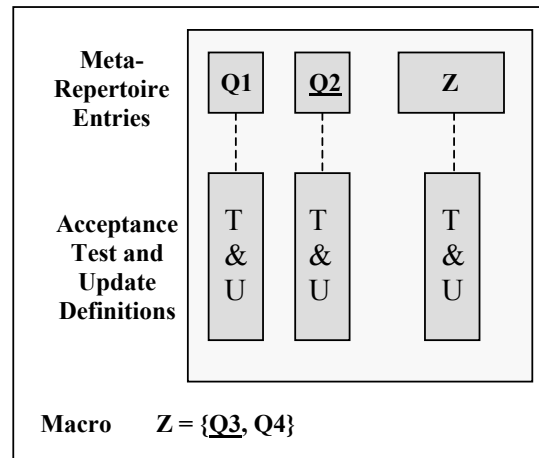 Meta-
Repertoire
Entries
Q1
Q2
Z
Acceptance
Test and
Update
Definitions
T
&
U
T
&
U
T
&
U
Macro Z = {Q3, Q4}